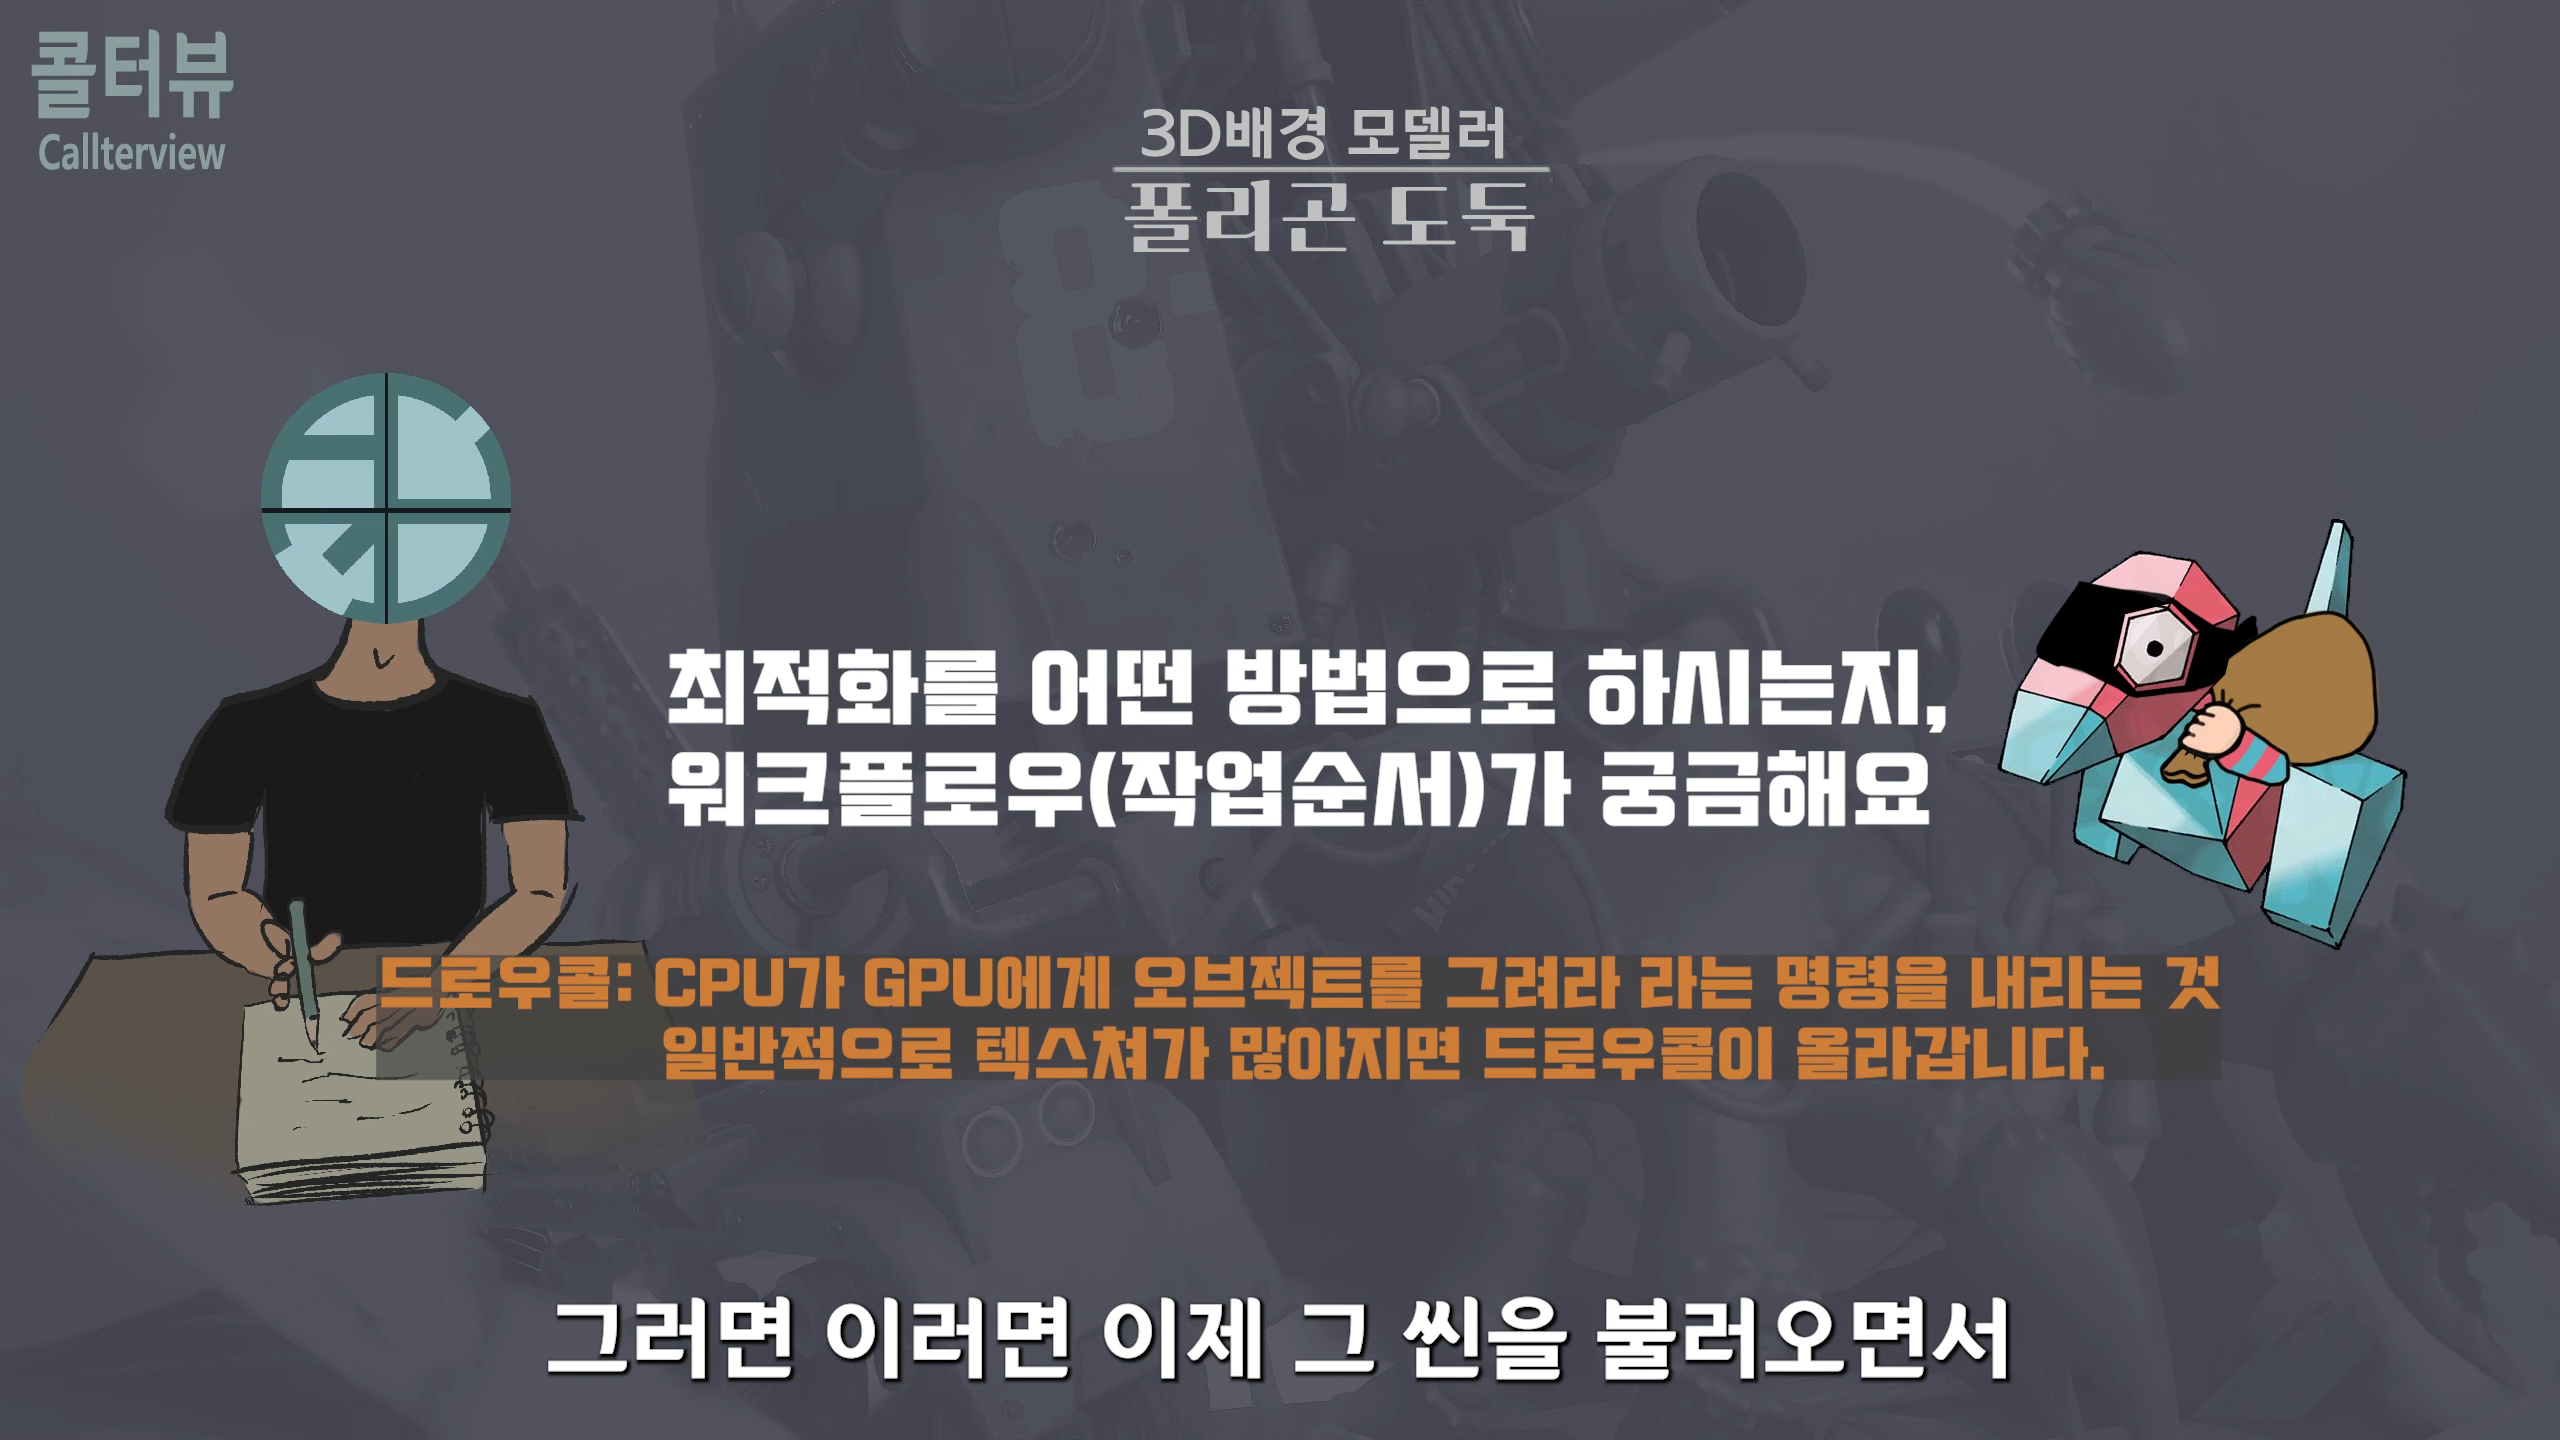 콜터뷰
Callterview
3D배경 모델러
폴리곤 도둑
최적화를 어떤 방법으로 하시는지,
워크플로우(작업순서)가 궁금해요
드로우콜: CPU가 GPU에게 오브젝트를 그려라 라는 명령을 내리는 것
일반적으로 텍스쳐가 많아지면 드로우콜이 올라갑니다.
그러면 이러면 이제 그 씬을 불러오면서